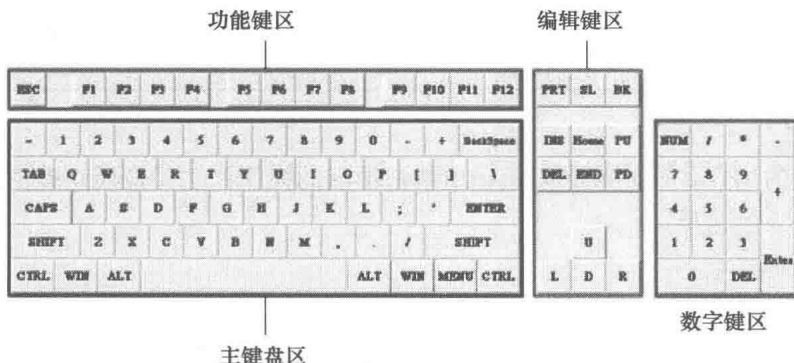 功能键区 编辑键区
ESC F1 F2 F3 F4 F5 F6 F7 F8 F9 F10 F11 F12 PRT SL BK
~ 1 2 3 4 5 6 7 8 9 0 - + BackSpace INS Home PU NUM / * -
TAB Q W E R T Y U I O P [ ] \ DEL END PD 7 8 9
CAPS A S D F G H J K L ; ' ENTER 4 5 6 +
SHIFT Z X C V B N M , . / SHIFT U 1 2 3
CTRL WIN ALT ALT WIN MENU CTRL L D R 0 DEL Enter
数字键区
主键盘区